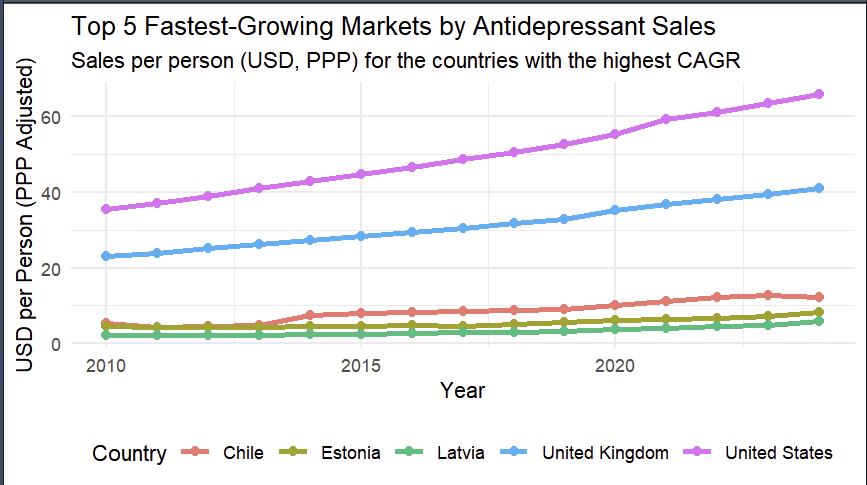 Top 5 Fastest-Growing Markets by Antidepressant Sales
Sales per person (USD, PPP) for the countries with the highest CAGR
USD per Person (PPP Adjusted)
60
40
20
0
2010 2015 2020
Year
Country Chile Estonia Latvia United Kingdom United States